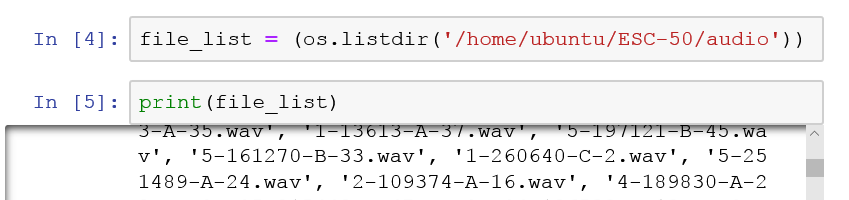 In [4]: file_list = (os.listdir('/home/ubuntu/ESC-50/audio'))
In [5]: print(file_list)
3-A-35.wav', '1-13613-A-37.wav', '5-197121-B-45.wa
v', '5-161270-B-33.wav', '1-260640-C-2.wav', '5-25
1489-A-24.wav', '2-109374-A-16.wav', '4-189830-A-2